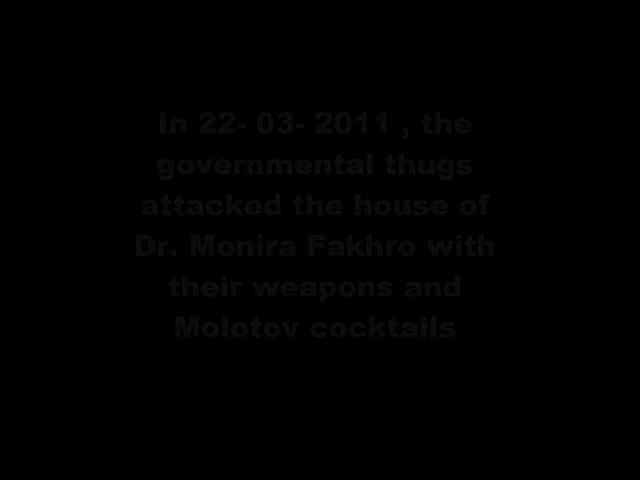 In 22- 03- 2011 , the
governmental thugs
attacked the house of
Dr. Monira Fakhro with
their weapons and
Molotov cocktails